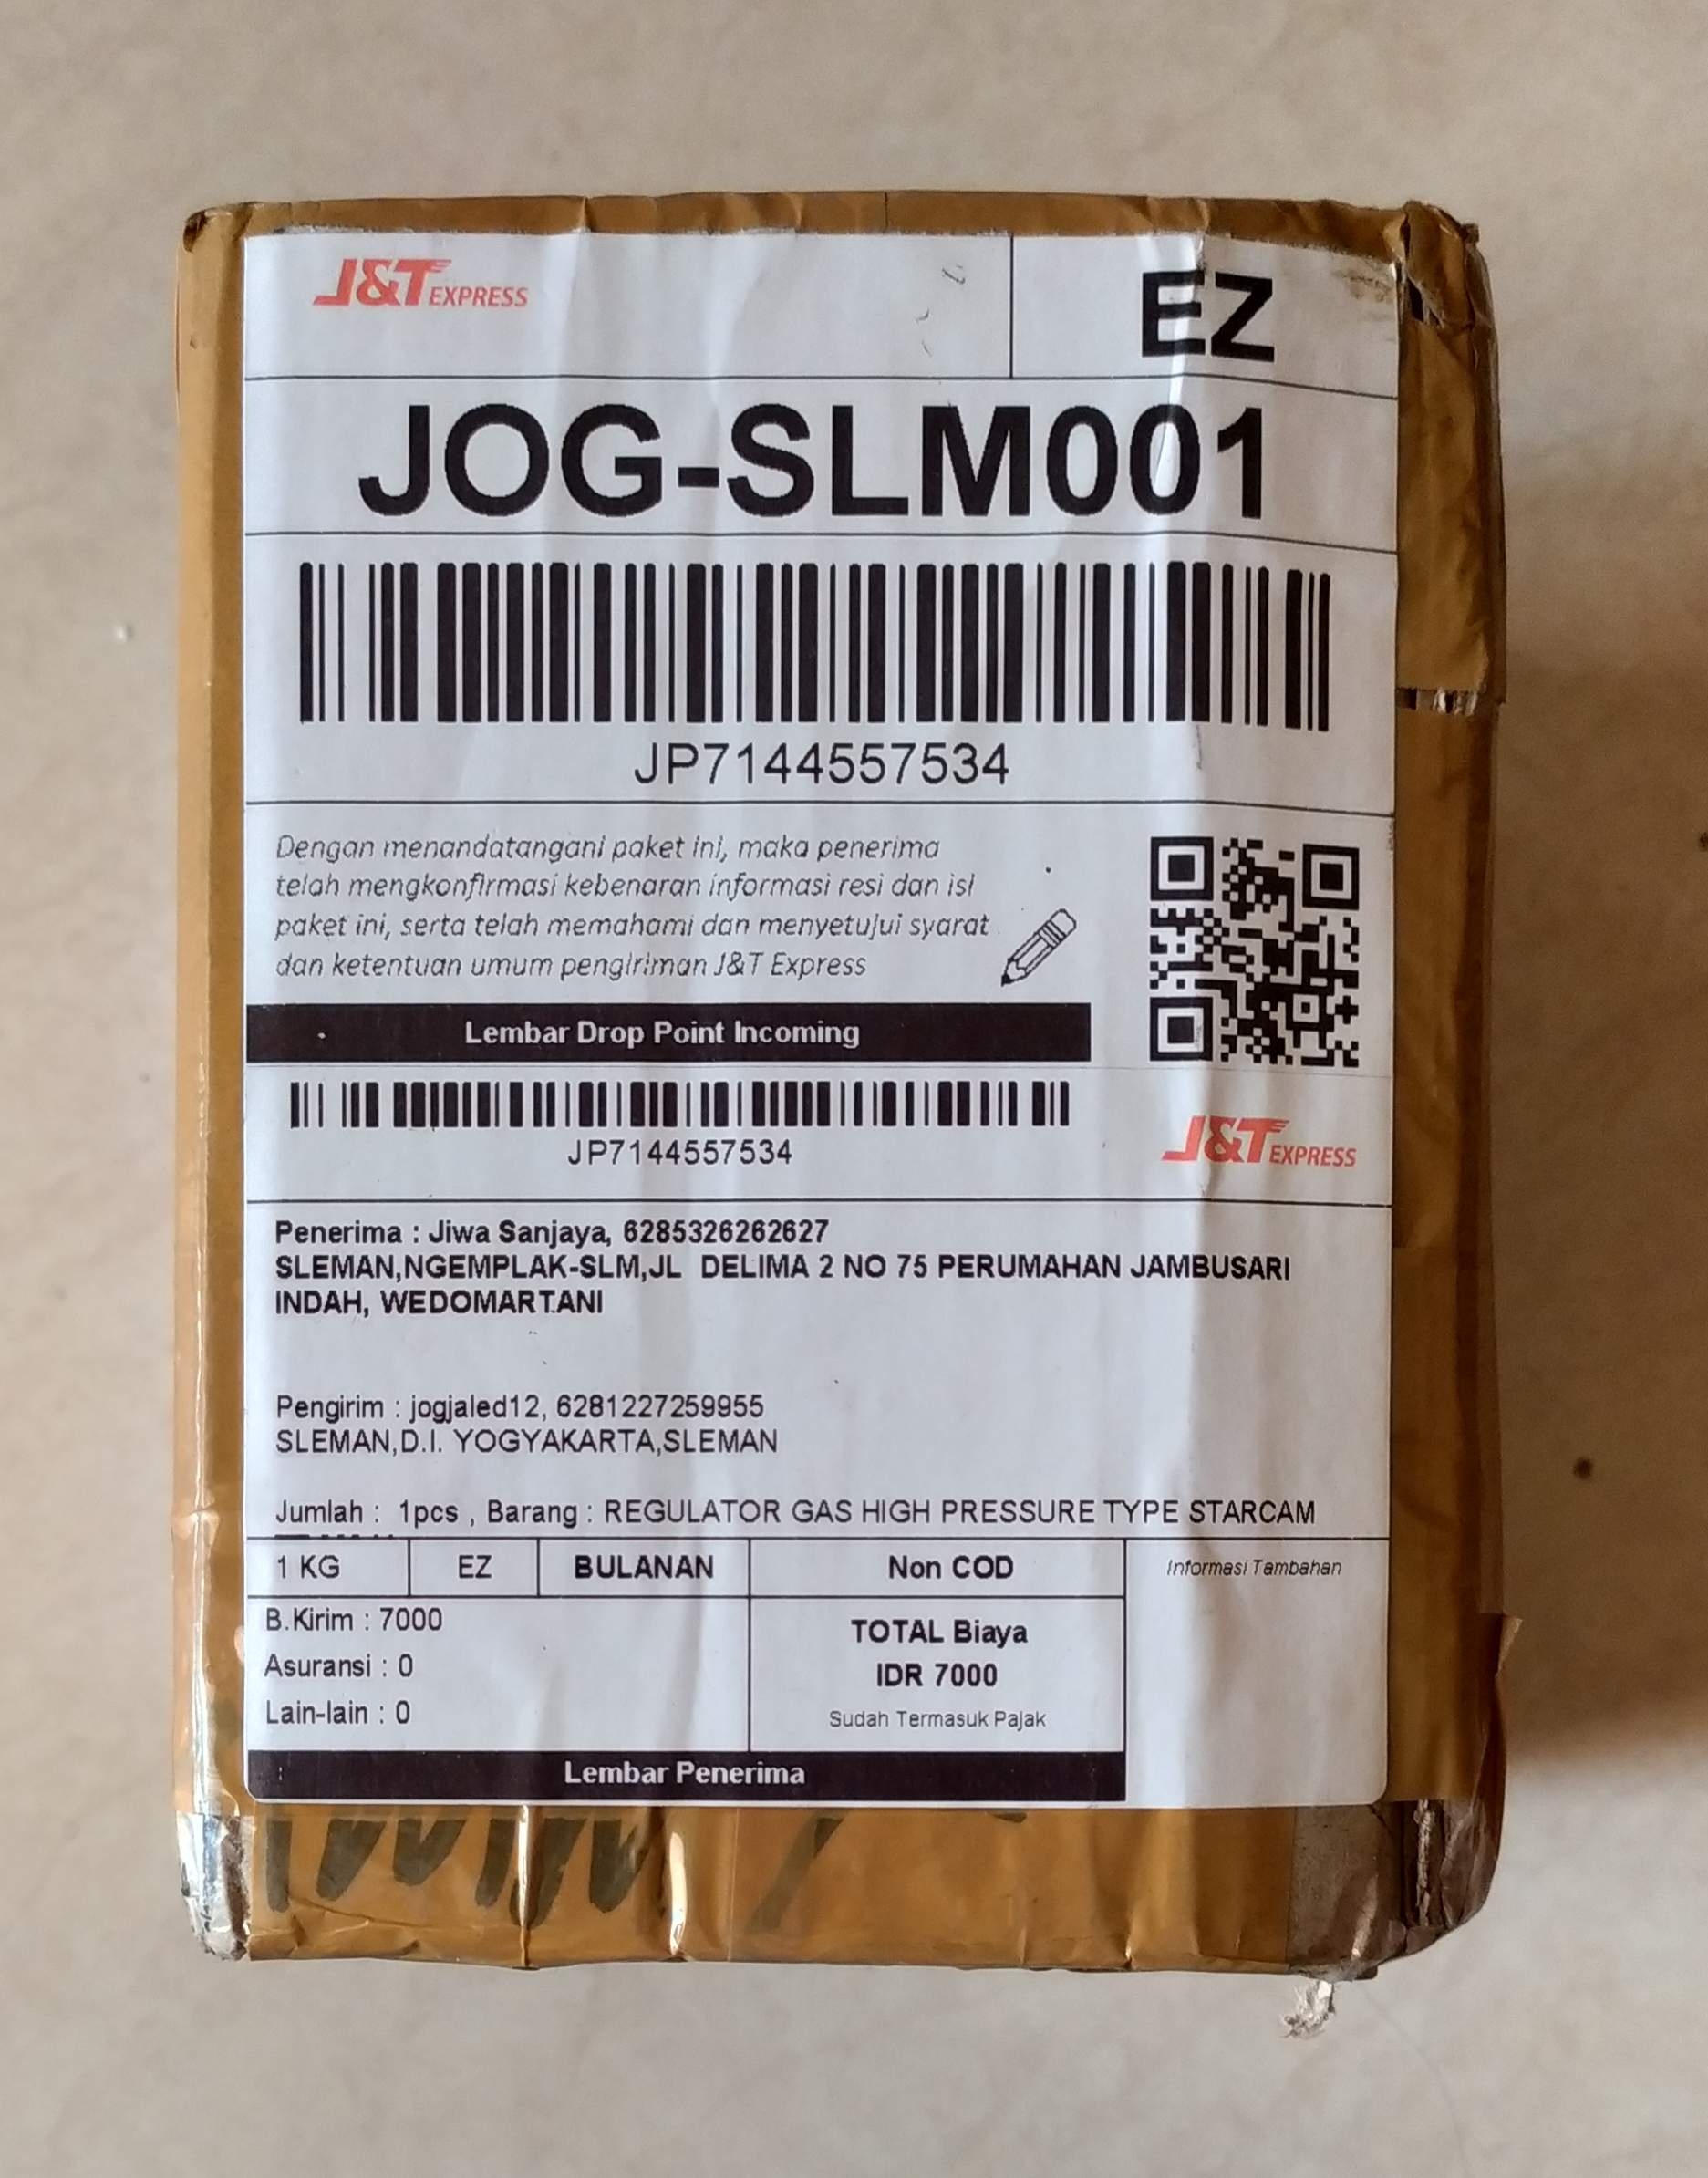 J&T EXPRESS
EZ
JOG-SLM001
JP7144557534
Dengan menandatangani paket ini, maka penerima
telah mengkonfirmasi kebenaran informasi resi dan isi
paket ini, serta telah memahami dan menyetujui syarat
dan ketentuan umum pengiriman J&T Express
Lembar Drop Point Incoming
JP7144557534
J&T EXPRESS
Penerima : Jiwa Sanjaya, 6285326262627
SLEMAN,NGEMPLAK-SLM,JL DELIMA 2 NO 75 PERUMAHAN JAMBUSARI
INDAH, WEDOMARTANI
Pengirim : jogjaled12, 6281227259955
SLEMAN,D.I. YOGYAKARTA,SLEMAN
Jumlah : 1pcs , Barang : REGULATOR GAS HIGH PRESSURE TYPE STARCAM
1 KG EZ BULANAN Non COD Informasi Tambahan
B.Kirim : 7000
Asuransi : 0
Lain-lain : 0
TOTAL Biaya
IDR 7000
Sudah Termasuk Pajak
Lembar Penerima